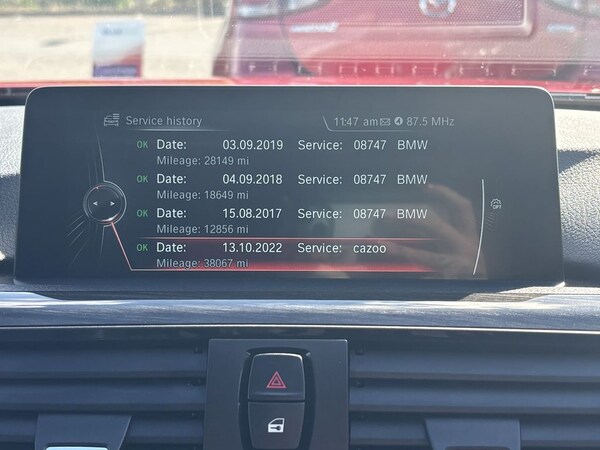 Service history 11:47 am 87.5 MHz
OK Date: 03.09.2019 Service: 08747 BMW
Mileage: 28149 mi
OK Date: 04.09.2018 Service: 08747 BMW
Mileage: 18649 mi
OK Date: 15.08.2017 Service: 08747 BMW
Mileage: 12856 mi
OK Date: 13.10.2022 Service: cazoo
Mileage: 38067 mi